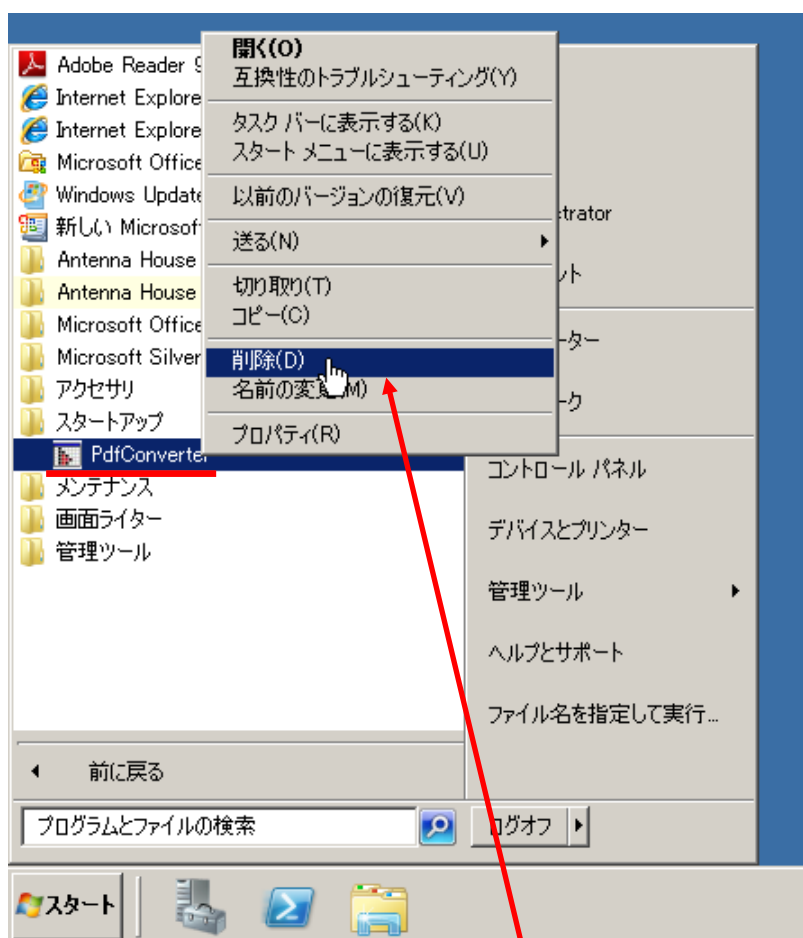 Adobe Reader 9
Internet Explore
Internet Explore
Microsoft Office
Windows Update
新しい Microsof
Antenna House
Antenna House
Microsoft Office
Microsoft Silver
アクセサリ
スタートアップ
PdfConverter
メンテナンス
画面ライター
管理ツール
前に戻る
プログラムとファイルの検索
開く(O)
互換性のトラブルシューティング(Y)
タスク バーに表示する(K)
スタート メニューに表示する(U)
以前のバージョンの復元(V)
送る(N)
切り取り(T)
コピー(C)
削除(D)
名前の変更(M)
プロパティ(R)
trator
ント
ーター
ーク
コントロール パネル
デバイスとプリンター
管理ツール
ヘルプとサポート
ファイル名を指定して実行...
ログオフ
スタート